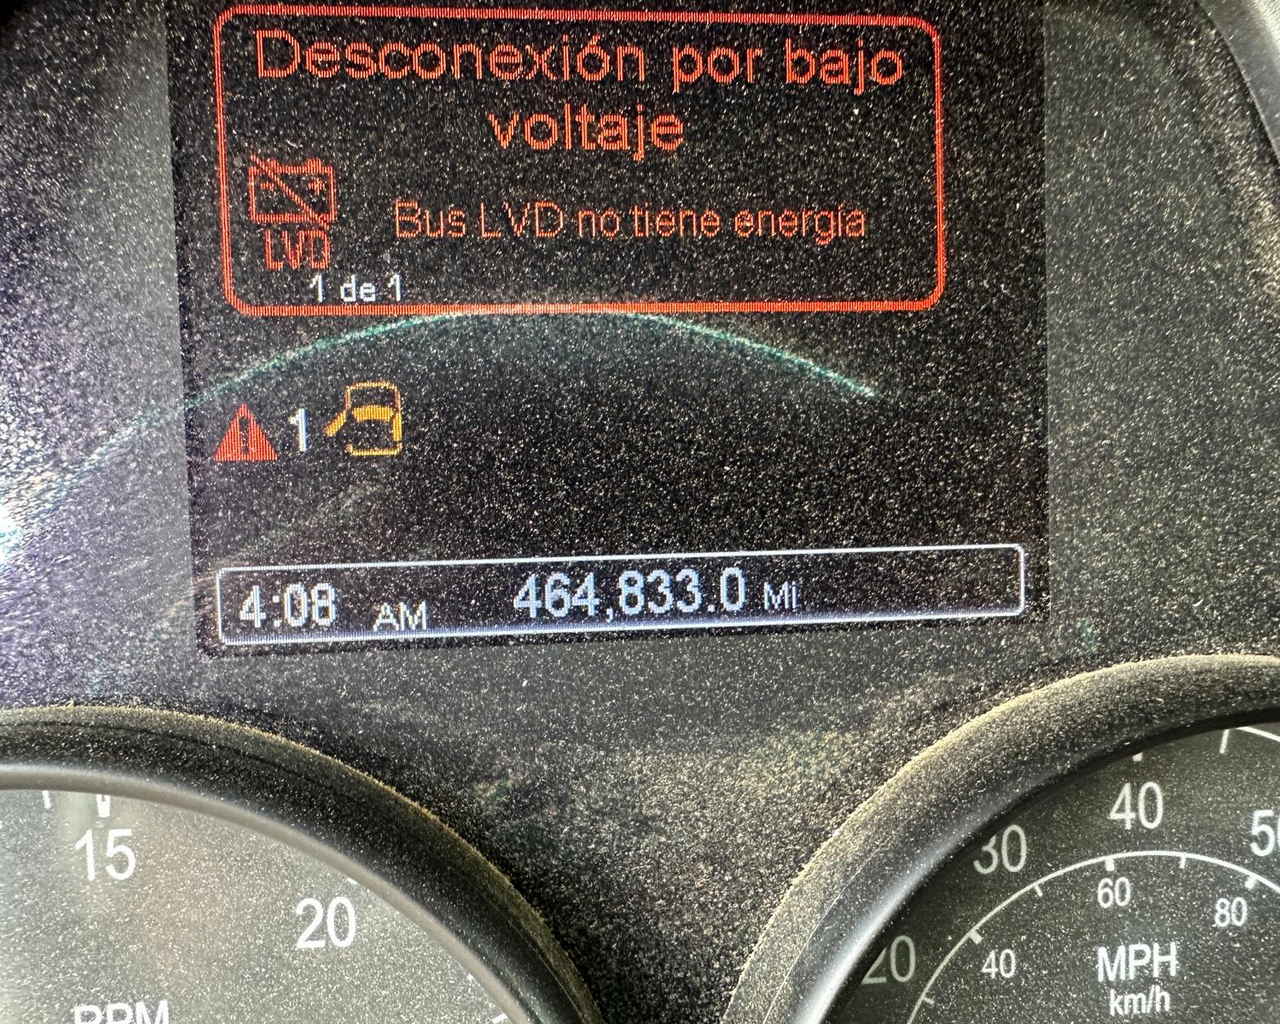 Desconexión por bajo
voltaje
Bus LVD no tiene energía
LVD
1 de 1
1
4:08 AM 464,833.0 Mi
15
20
RPM
20
30
40
50
40
60
80
MPH
km/h